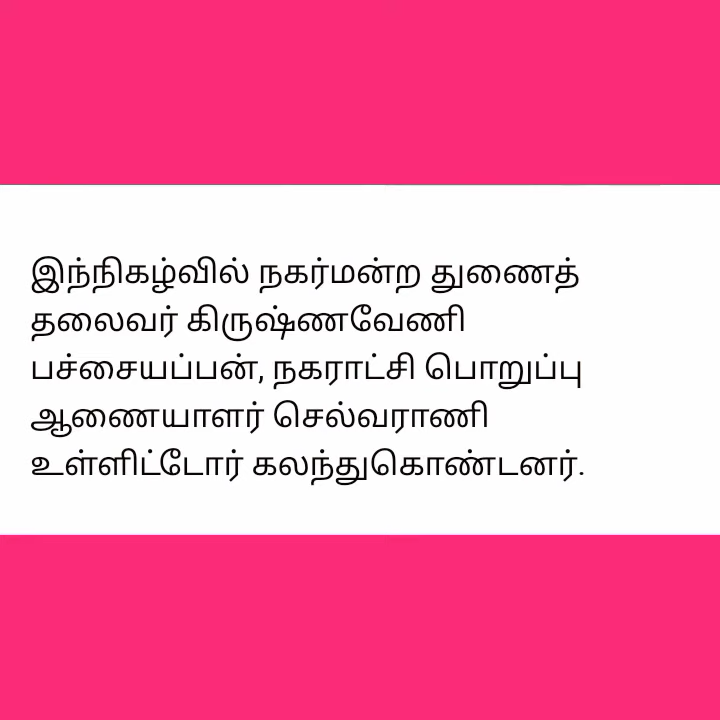 இந்நிகழ்வில் நகர்மன்ற துணைத்
தலைவர் கிருஷ்ணவேணி
பச்சையப்பன், நகராட்சி பொறுப்பு
ஆணையாளர் செல்வராணி
உள்ளிட்டோர் கலந்துகொண்டனர்.